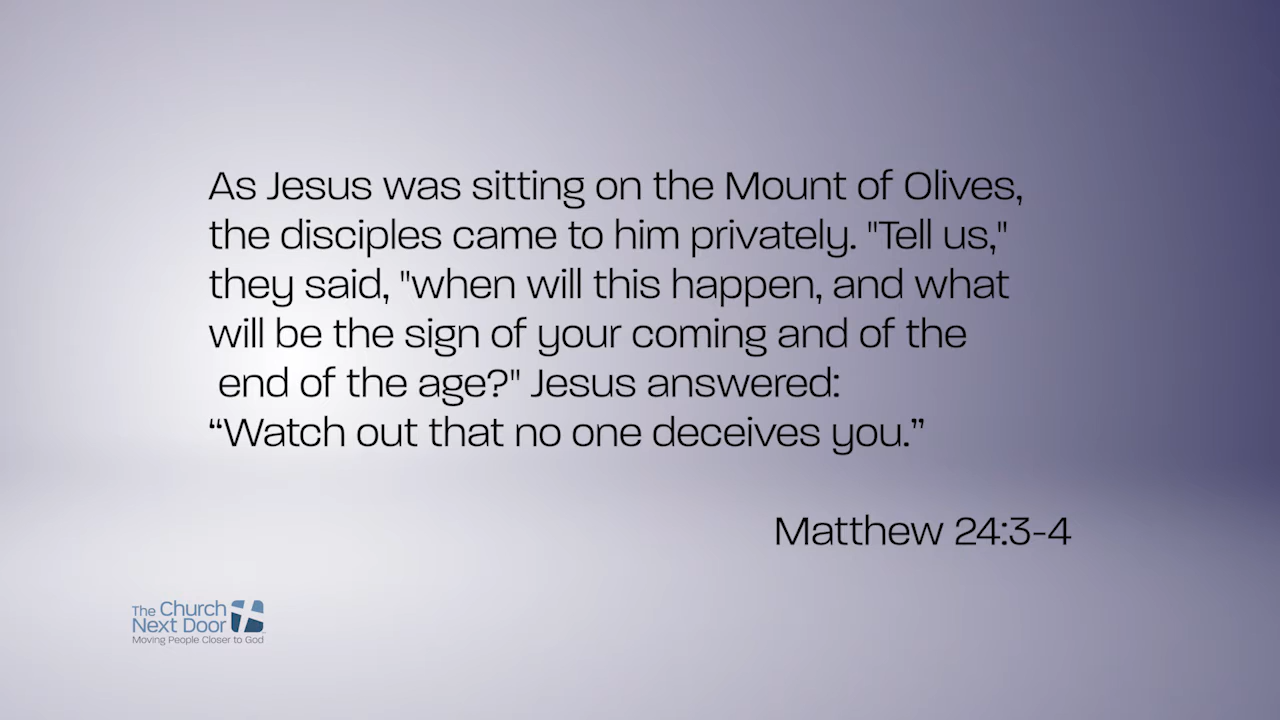 As Jesus was sitting on the Mount of Olives,
the disciples came to him privately. "Tell us,"
they said, "when will this happen, and what
will be the sign of your coming and of the
end of the age?" Jesus answered:
“Watch out that no one deceives you.”
Matthew 24:3-4
The Church
Next Door
Moving People Closer to God